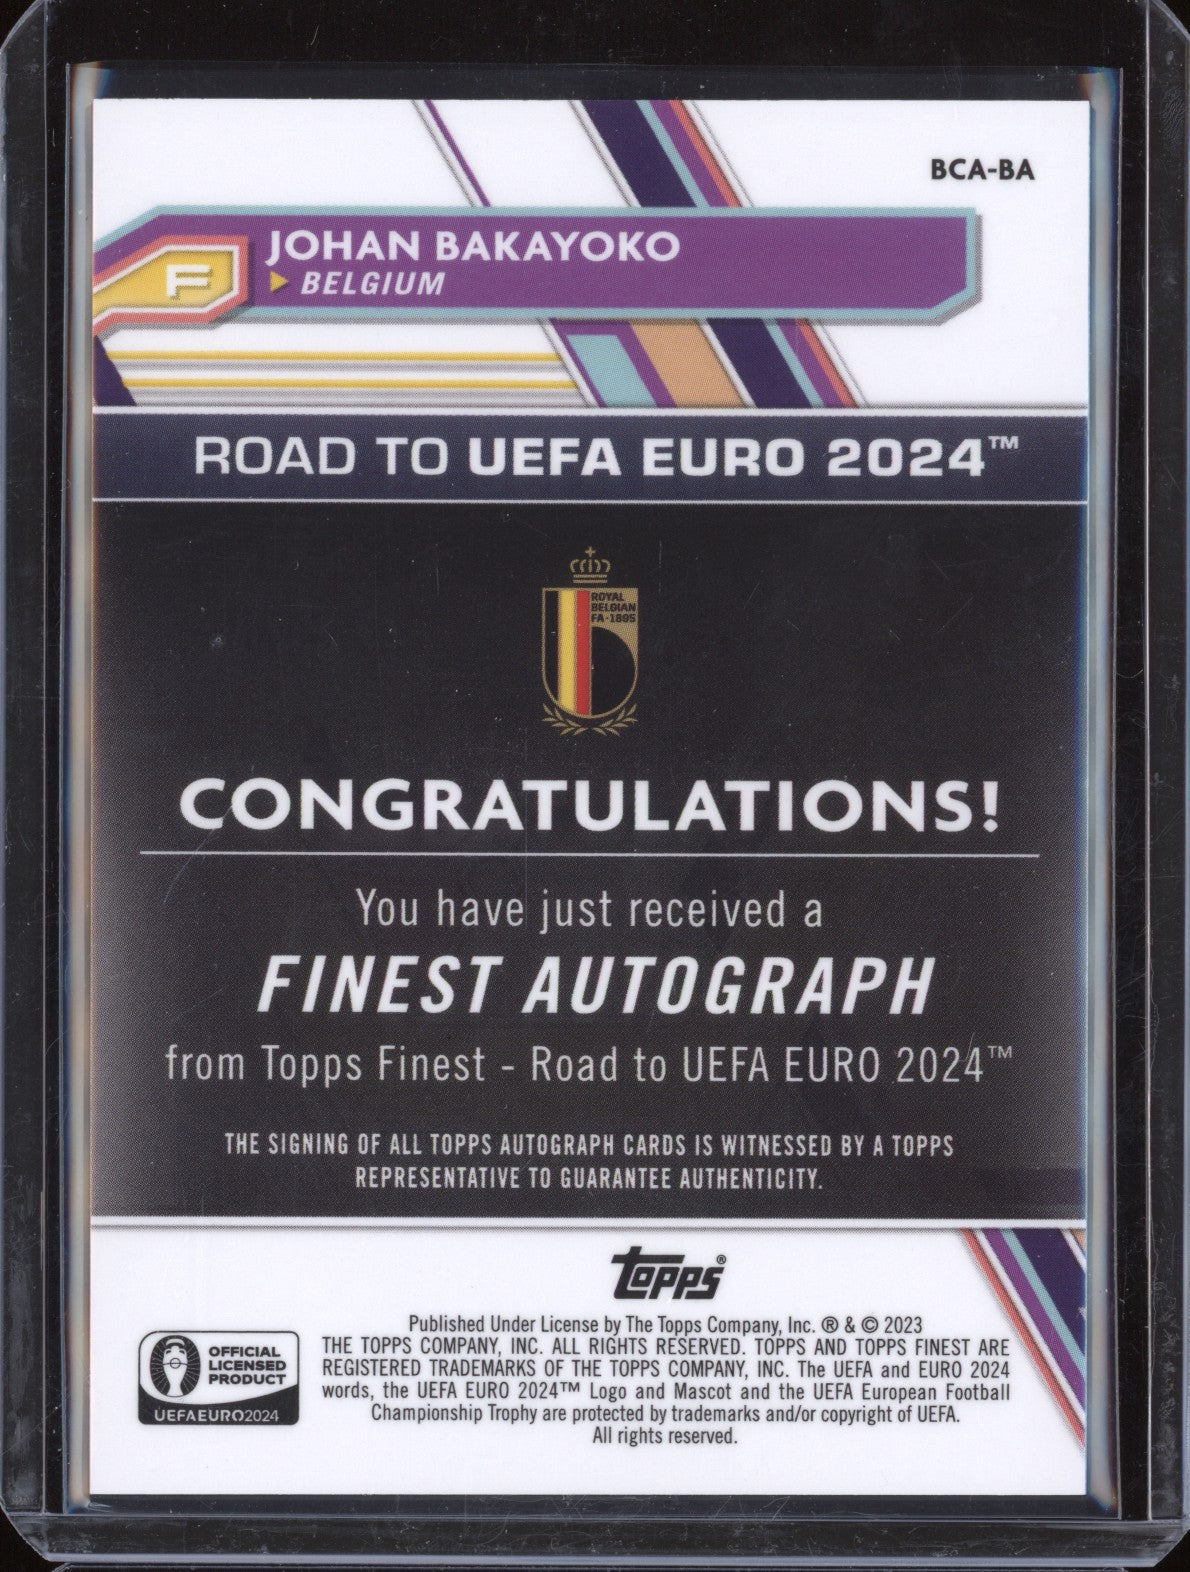 BCA-BA
JOHAN BAKAYOKO
F
BELGIUM
ROAD TO UEFA EURO 2024™
ROYAL
BELGIAN
FA-1895
CONGRATULATIONS!
You have just received a
FINEST AUTOGRAPH
from Topps Finest - Road to UEFA EURO 2024™
THE SIGNING OF ALL TOPPS AUTOGRAPH CARDS IS WITNESSED BY A TOPPS
REPRESENTATIVE TO GUARANTEE AUTHENTICITY.
Topps®
Published Under License by The Topps Company, Inc. ® & © 2023
THE TOPPS COMPANY, INC. ALL RIGHTS RESERVED. TOPPS AND TOPPS FINEST ARE
REGISTERED TRADEMARKS OF THE TOPPS COMPANY, INC. The UEFA and EURO 2024
words, the UEFA EURO 2024™ Logo and Mascot and the UEFA European Football
Championship Trophy are protected by trademarks and/or copyright of UEFA.
All rights reserved.
OFFICIAL
LICENSED
PRODUCT
UEFAEURO2024